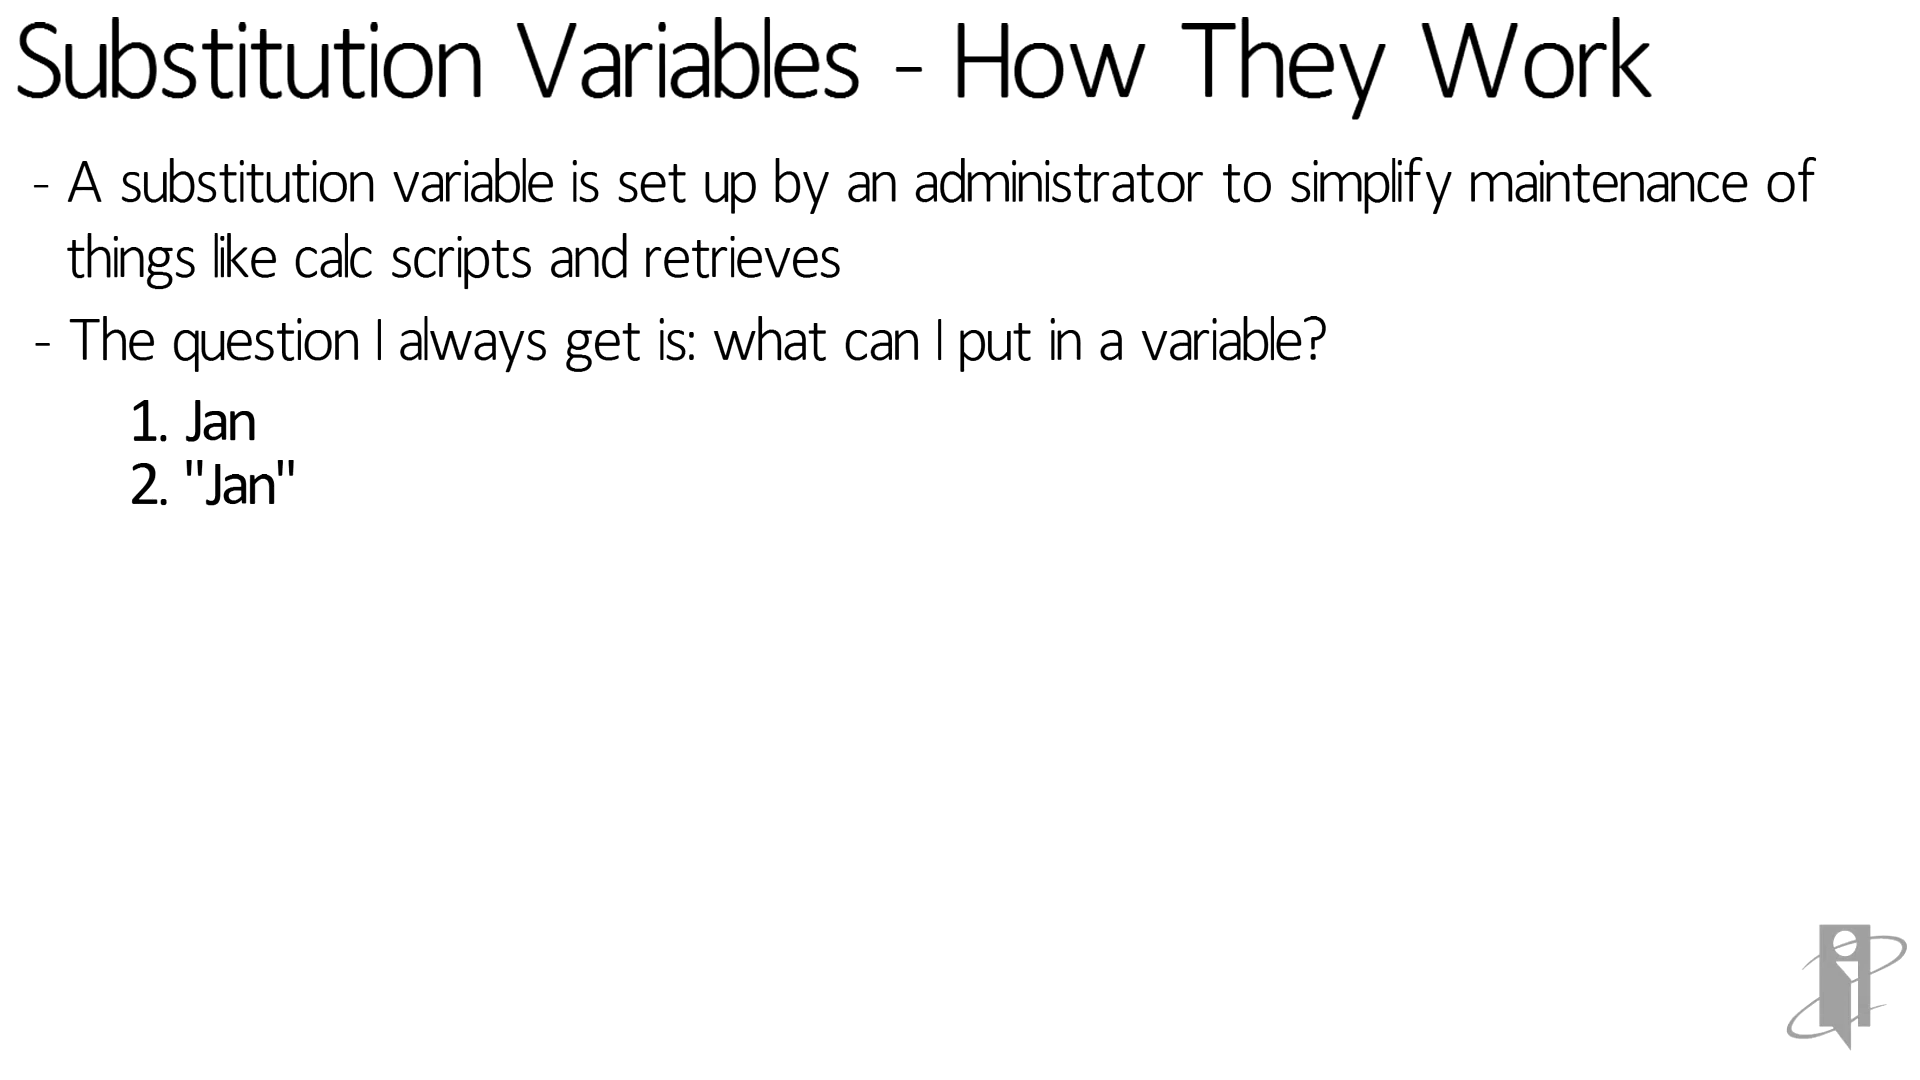 Substitution Variables - How They Work
- A substitution variable is set up by an administrator to simplify maintenance of
things like calc scripts and retrieves
- The question I always get is: what can I put in a variable?
1. Jan
2. "Jan"